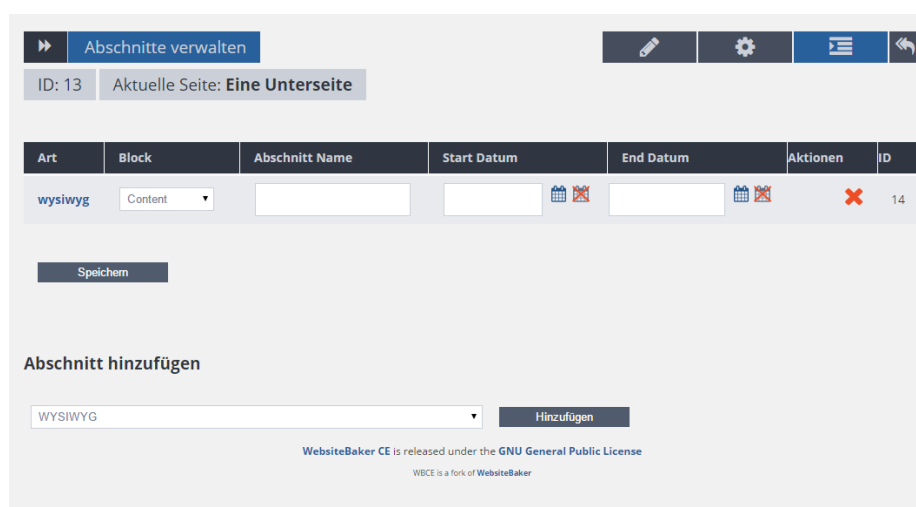 Abschnitte verwalten
ID: 13 Aktuelle Seite: Eine Unterseite
Art Block Abschnitt Name Start Datum End Datum Aktionen ID
wysiwyg Content 14
Speichern
Abschnitt hinzufügen
WYSIWYG Hinzufügen
WebsiteBaker CE is released under the GNU General Public License
WBCE is a fork of WebsiteBaker